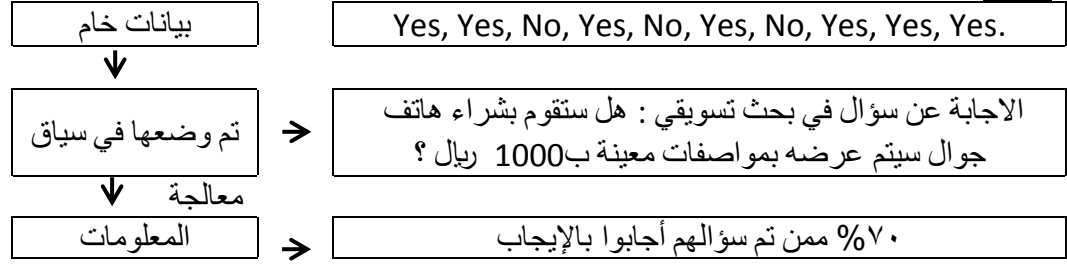 بيانات خام
Yes, Yes, No, Yes, No, Yes, No, Yes, Yes, Yes.
تم وضعها في سياق
الاجابة عن سؤال في بحث تسويقي : هل ستقوم بشراء هاتف
جوال سيتم عرضه بمواصفات معينة ب1000 ريال ؟
معالجة
المعلومات
٧٠% ممن تم سؤالهم أجابوا بالإيجاب